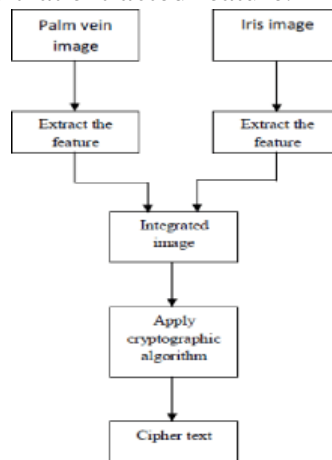 Palm vein
image
Iris image
Extract the
feature
Extract the
feature
Integrated
image
Apply
cryptographic
algorithm
Cipher text